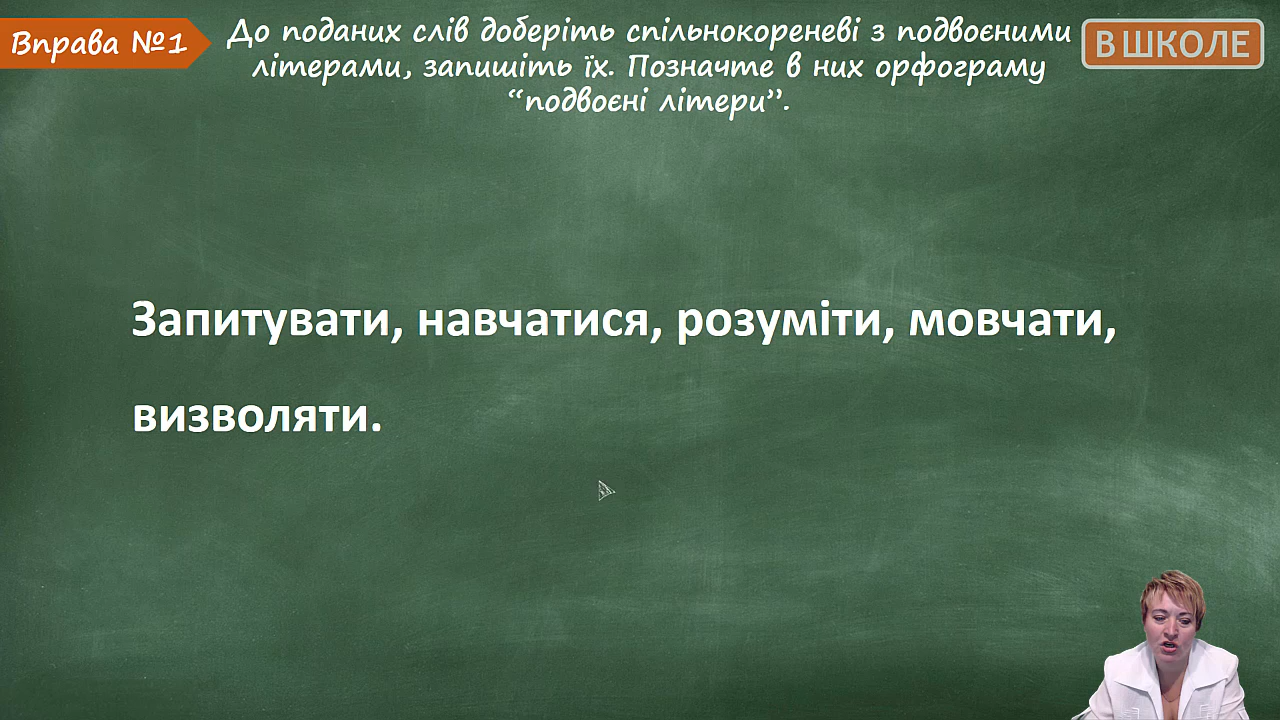 Вправа №1
До поданих слів доберіть спільнокореневі з подвоєними
літерами, запишіть їх. Позначте в них орфограму
“подвоєні літери”.
В ШКОЛЕ
Запитувати, навчатися, розуміти, мовчати,
визволяти.